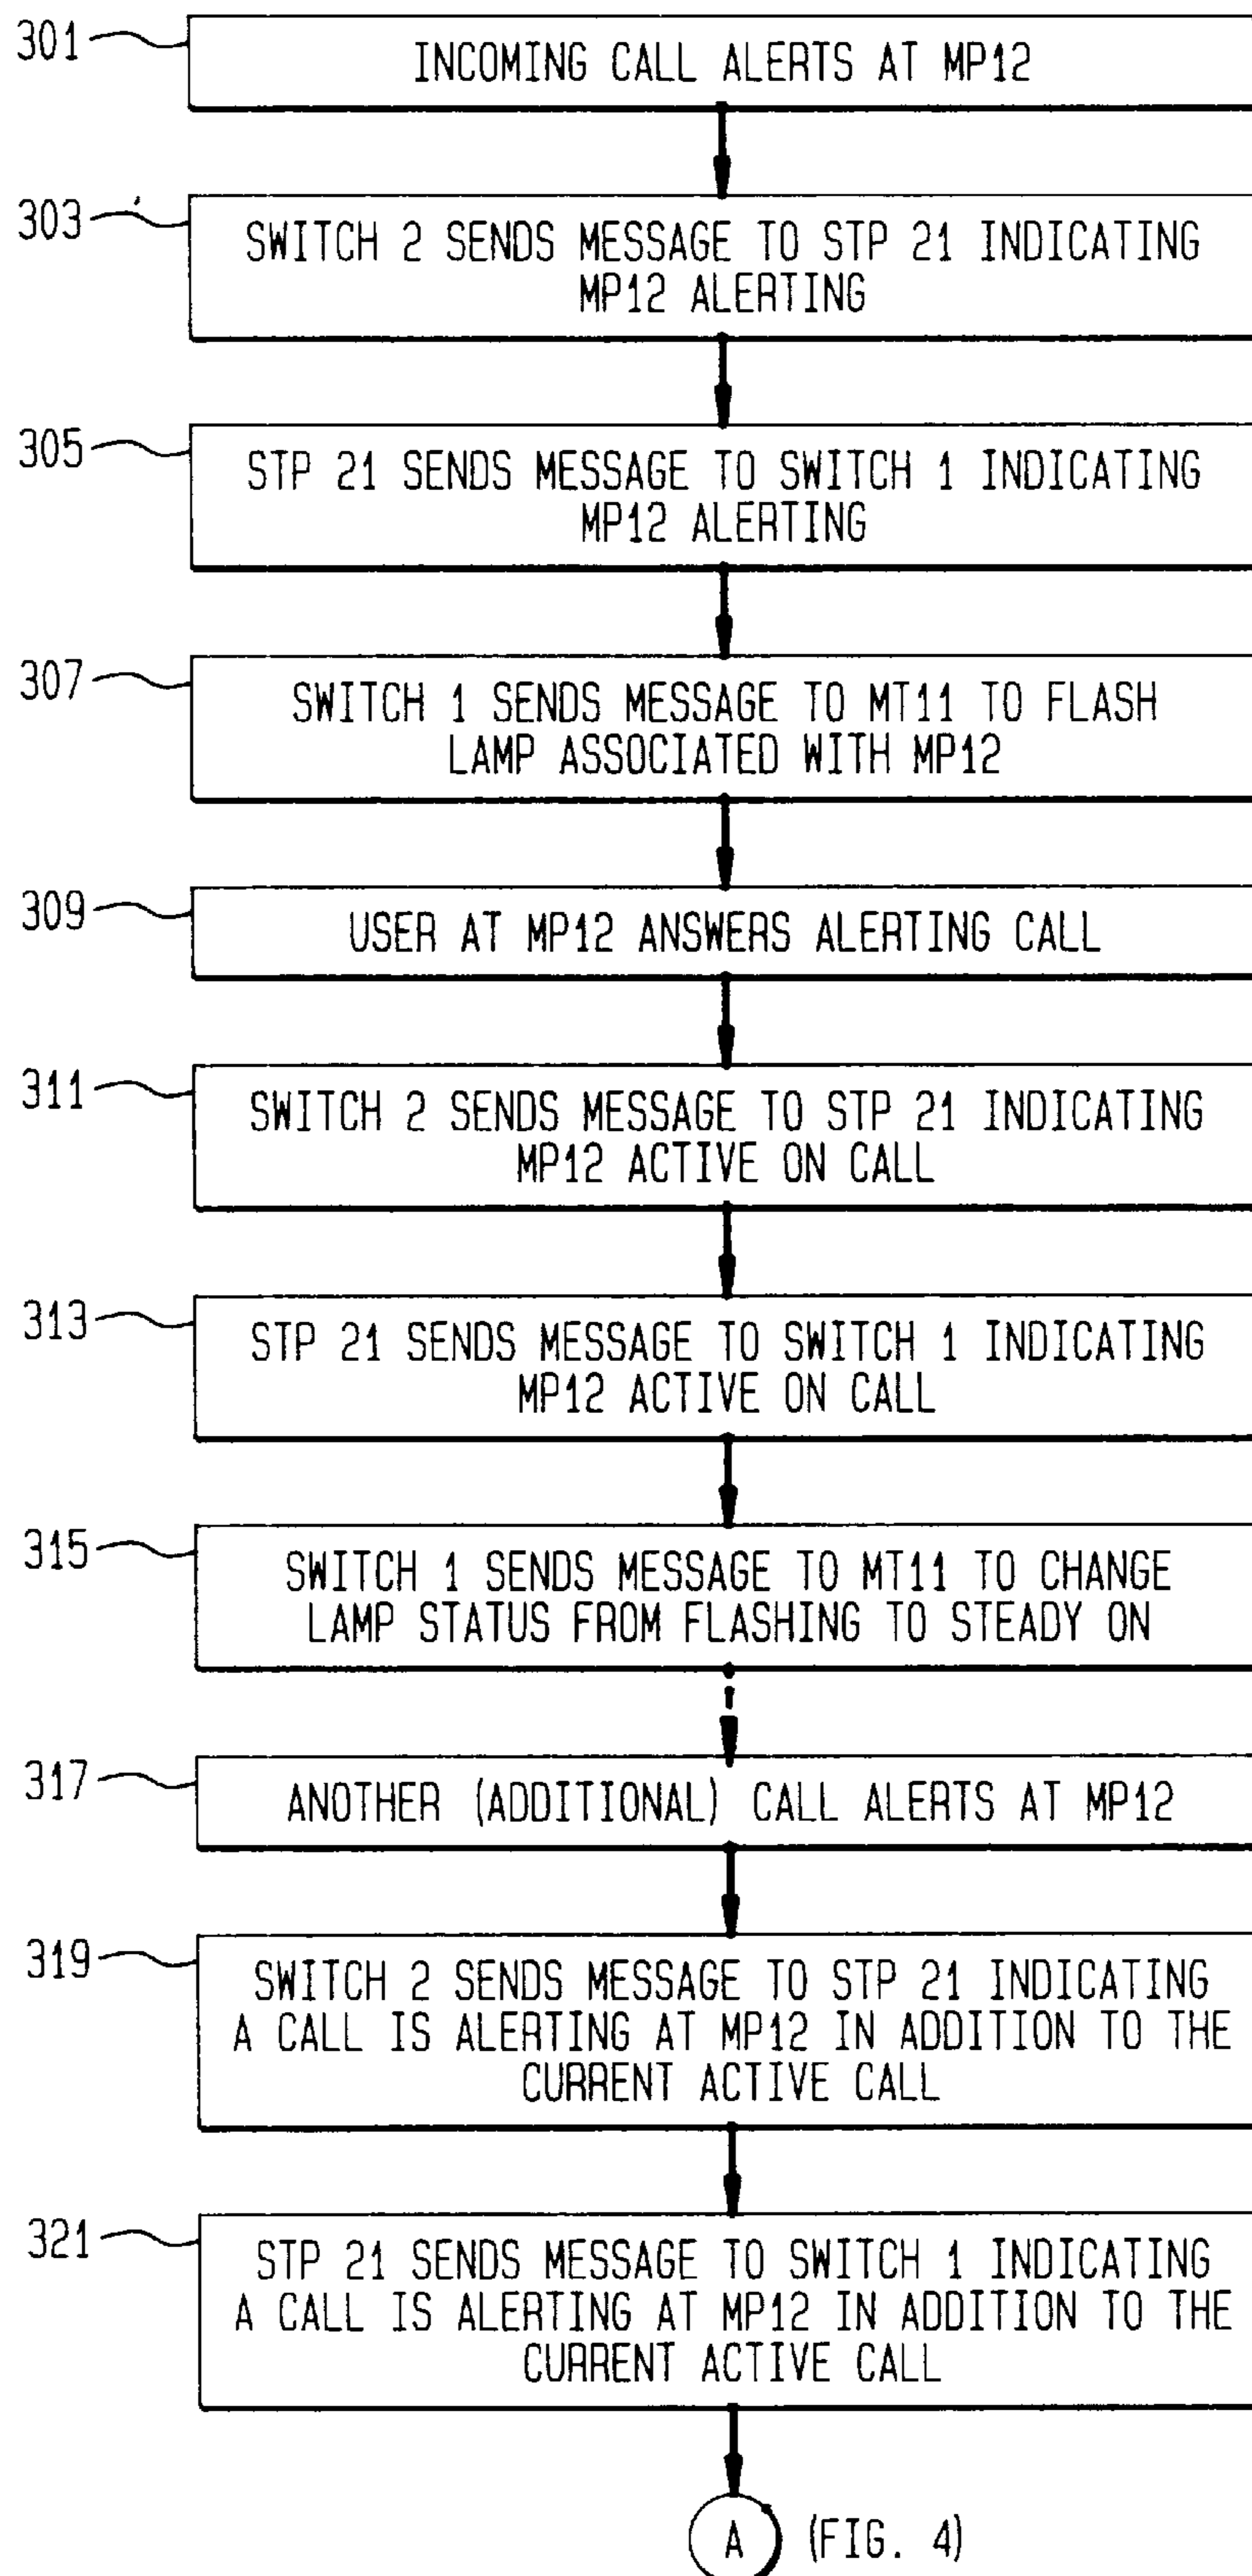 301
INCOMING CALL ALERTS AT MP12
303
SWITCH 2 SENDS MESSAGE TO STP 21 INDICATING
MP12 ALERTING
305
STP 21 SENDS MESSAGE TO SWITCH 1 INDICATING
MP12 ALERTING
307
SWITCH 1 SENDS MESSAGE TO MT11 TO FLASH
LAMP ASSOCIATED WITH MP12
309
USER AT MP12 ANSWERS ALERTING CALL
311
SWITCH 2 SENDS MESSAGE TO STP 21 INDICATING
MP12 ACTIVE ON CALL
313
STP 21 SENDS MESSAGE TO SWITCH 1 INDICATING
MP12 ACTIVE ON CALL
315
SWITCH 1 SENDS MESSAGE TO MT11 TO CHANGE
LAMP STATUS FROM FLASHING TO STEADY ON
317
ANOTHER (ADDITIONAL) CALL ALERTS AT MP12
319
SWITCH 2 SENDS MESSAGE TO STP 21 INDICATING
A CALL IS ALERTING AT MP12 IN ADDITION TO THE
CURRENT ACTIVE CALL
321
STP 21 SENDS MESSAGE TO SWITCH 1 INDICATING
A CALL IS ALERTING AT MP12 IN ADDITION TO THE
CURRENT ACTIVE CALL
A (FIG. 4)